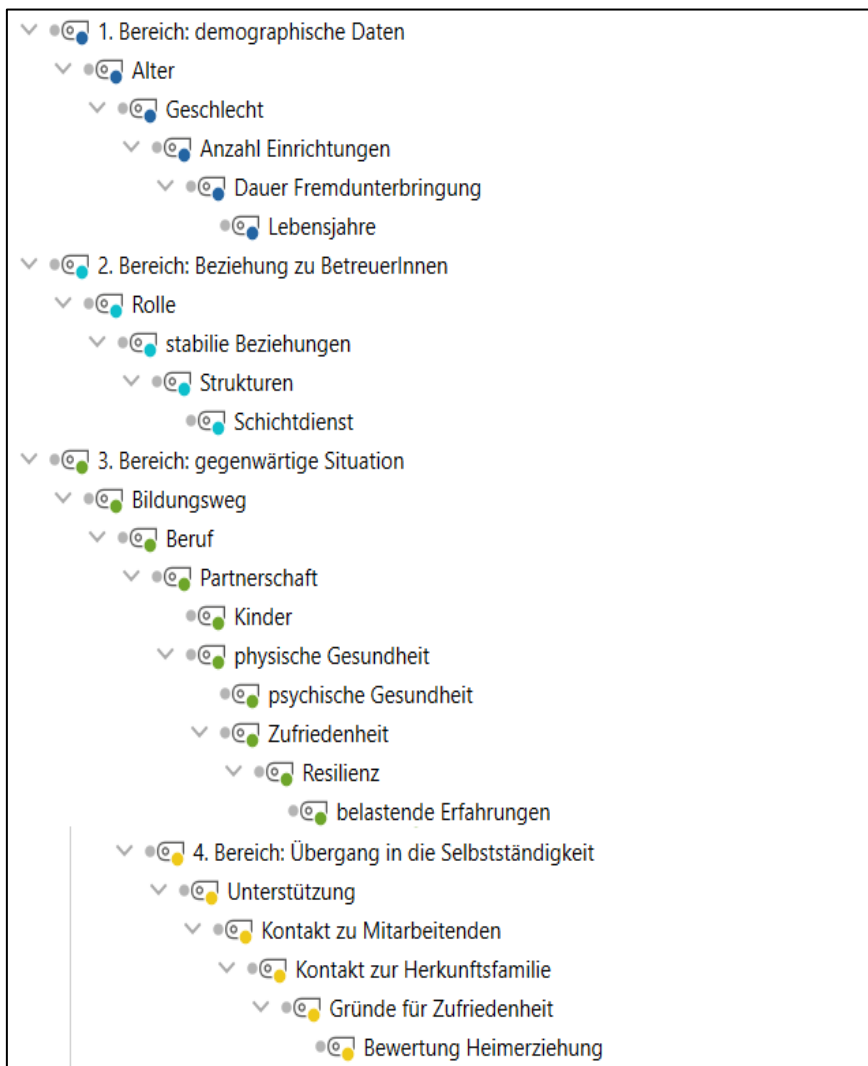 1. Bereich: demographische Daten
Alter
Geschlecht
Anzahl Einrichtungen
Dauer Fremdunterbringung
Lebensjahre
2. Bereich: Beziehung zu BetreuerInnen
Rolle
stabilie Beziehungen
Strukturen
Schichtdienst
3. Bereich: gegenwärtige Situation
Bildungsweg
Beruf
Partnerschaft
Kinder
physische Gesundheit
psychische Gesundheit
Zufriedenheit
Resilienz
belastende Erfahrungen
4. Bereich: Übergang in die Selbstständigkeit
Unterstützung
Kontakt zu Mitarbeitenden
Kontakt zur Herkunftsfamilie
Gründe für Zufriedenheit
Bewertung Heimerziehung